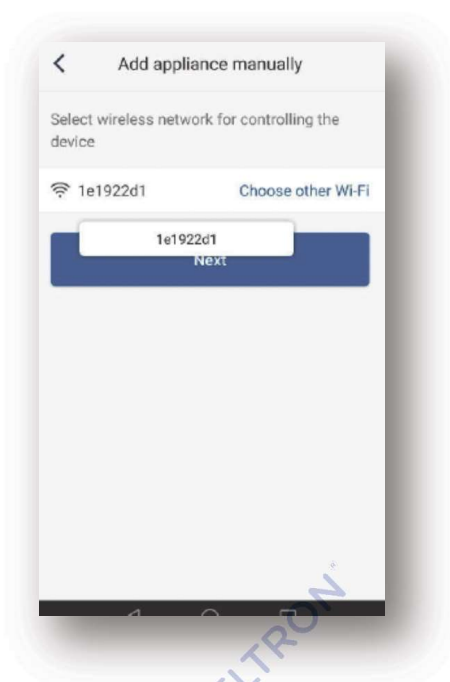 Add appliance manually
Select wireless network for controlling the
device
1e1922d1
Choose other Wi-Fi
1e1922d1
Next